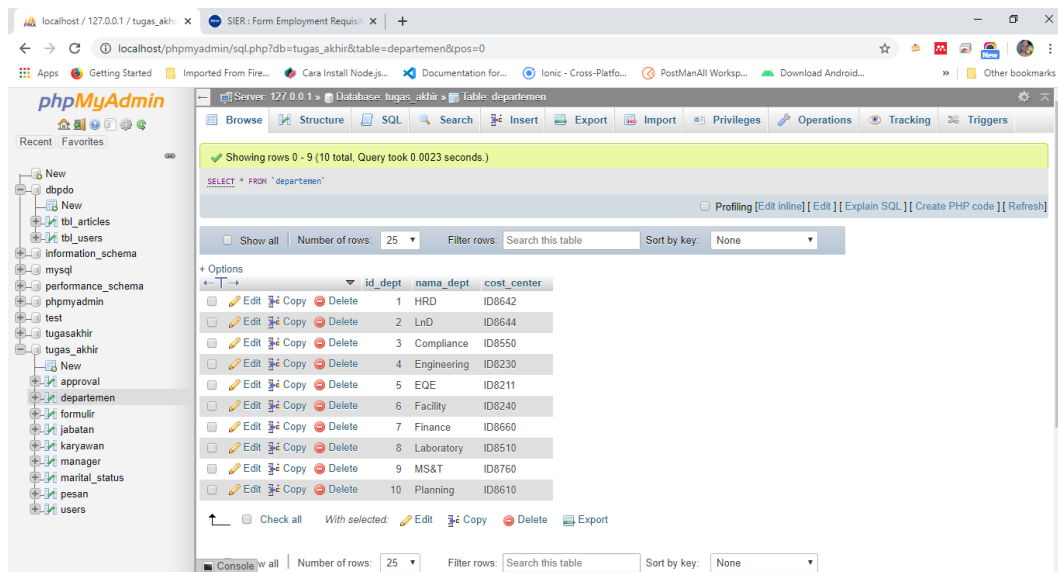 localhost / 127.0.0.1 / tugas_akhi
SIER : Form Employment Requisit
localhost/phpmyadmin/sql.php?db=tugas_akhir&table=departemen&pos=0
New
Apps Getting Started Imported From Fire... Cara Install Node.js... Documentation for... Ionic - Cross-Platfo... PostManAll Worksp... Download Android... » Other bookmarks
phpMyAdmin
Recent Favorites
New
dbpdo
New
tbl_articles
tbl_users
information_schema
mysql
performance_schema
phpmyadmin
test
tugasakhir
tugas_akhir
New
approval
departemen
formulir
jabatan
karyawan
manager
marital_status
pesan
users
Server: 127.0.0.1 » Database: tugas_akhir » Table: departemen
Browse Structure SQL Search Insert Export Import Privileges Operations Tracking Triggers
Showing rows 0 - 9 (10 total, Query took 0.0023 seconds.)
SELECT * FROM `departemen`
Profiling [Edit inline] [ Edit ] [ Explain SQL ] [ Create PHP code ] [ Refresh]
Show all Number of rows: 25 Filter rows: Search this table Sort by key: None
+ Options
←T→ id_dept nama_dept cost_center
Edit Copy Delete 1 HRD ID8642
Edit Copy Delete 2 LnD ID8644
Edit Copy Delete 3 Compliance ID8550
Edit Copy Delete 4 Engineering ID8230
Edit Copy Delete 5 EQE ID8211
Edit Copy Delete 6 Facility ID8240
Edit Copy Delete 7 Finance ID8660
Edit Copy Delete 8 Laboratory ID8510
Edit Copy Delete 9 MS&T ID8760
Edit Copy Delete 10 Planning ID8610
Check all With selected: Edit Copy Delete Export
Console w all Number of rows: 25 Filter rows: Search this table Sort by key: None